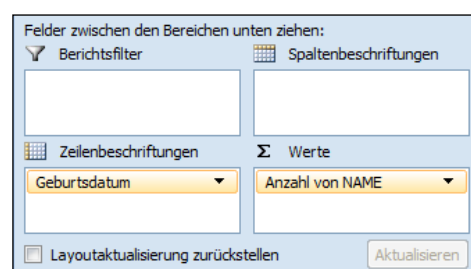 Felder zwischen den Bereichen unten ziehen:
Berichtsfilter
Spaltenbeschriftungen
Zeilenbeschriftungen
Σ Werte
Geburtsdatum
Anzahl von NAME
Layoutaktualisierung zurückstellen
Aktualisieren